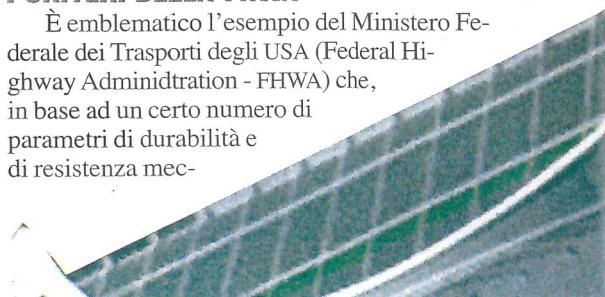 È emblematico l'esempio del Ministero Fe-
derale dei Trasporti degli USA (Federal Hi-
ghway Adminidtration - FHWA) che,
in base ad un certo numero di
parametri di durabilità e
di resistenza mec-